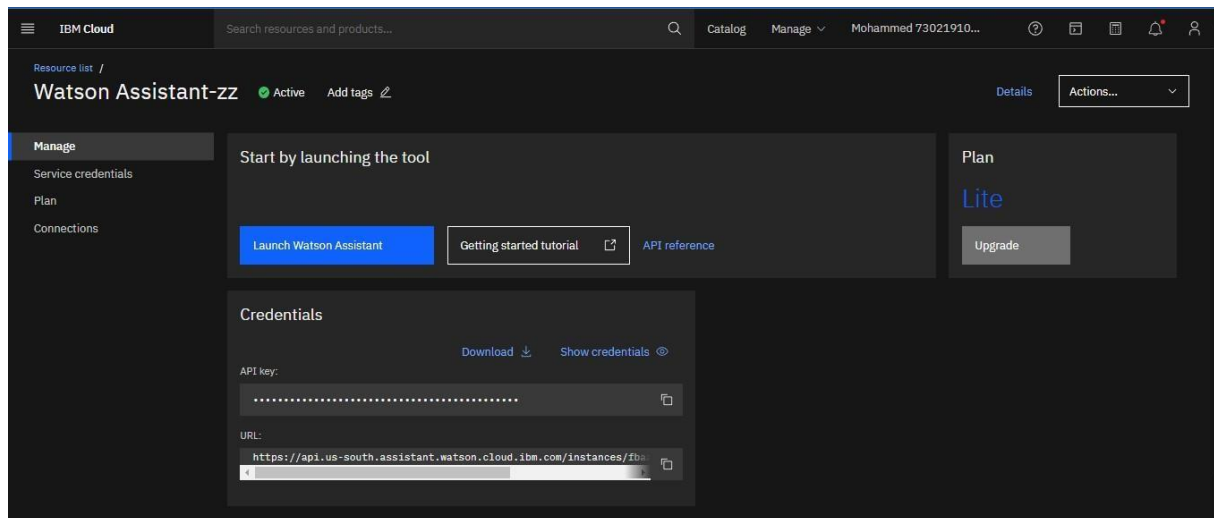 IBM Cloud
Search resources and products...
Catalog
Manage
Mohammed 73021910...
Resource list /
Watson Assistant-zz
Active
Add tags
Details
Actions...
Manage
Service credentials
Plan
Connections
Start by launching the tool
Launch Watson Assistant
Getting started tutorial
API reference
Plan
Lite
Upgrade
Credentials
Download
Show credentials
API key:
••••••••••••••••••••••••••••••••••••••••••••
URL:
https://api.us-south.assistant.watson.cloud.ibm.com/instances/fba